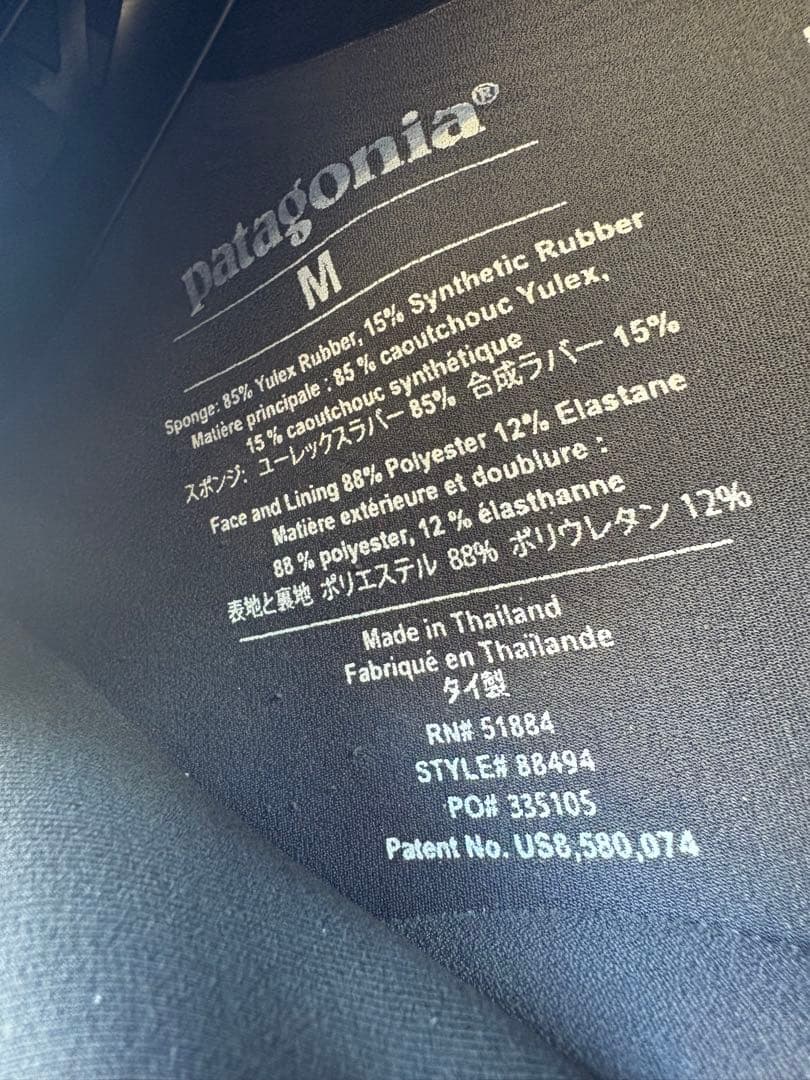 patagonia®
M
Sponge: 85% Yulex Rubber, 15% Synthetic Rubber
Matière principale : 85 % caoutchouc Yulex,
15 % caoutchouc synthétique
スポンジ: ユーレックスラバー 85% 合成ラバー 15%
Face and Lining 88% Polyester 12% Elastane
Matière extérieure et doublure :
88 % polyester, 12 % élasthanne
表地と裏地 ポリエステル 88% ポリウレタン 12%
Made in Thailand
Fabriqué en Thaïlande
タイ製
RN# 51884
STYLE# 88494
PO# 335105
Patent No. US8,580,074